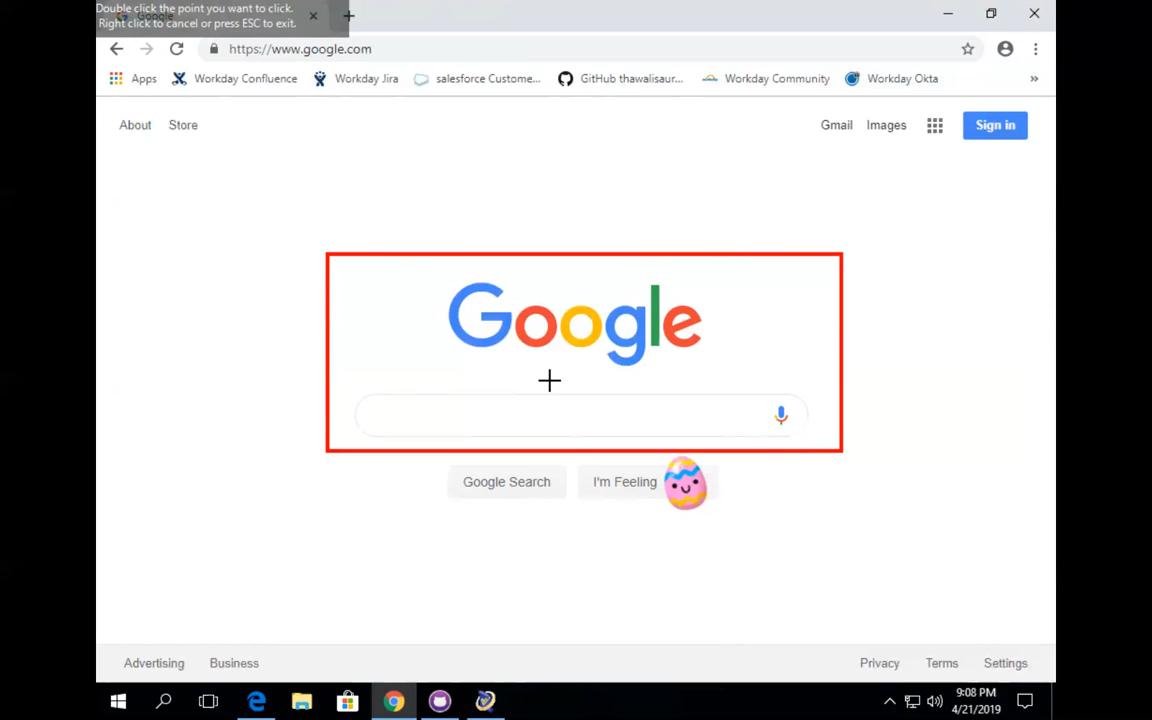 Double click the point you want to click.
Right click to cancel or press ESC to exit.
Google
https://www.google.com
Apps Workday Confluence Workday Jira salesforce Custome... GitHub thawalisaur... Workday Community Workday Okta
About Store Gmail Images Sign in
Google
Google Search I'm Feeling
Advertising Business Privacy Terms Settings
9:08 PM
4/21/2019